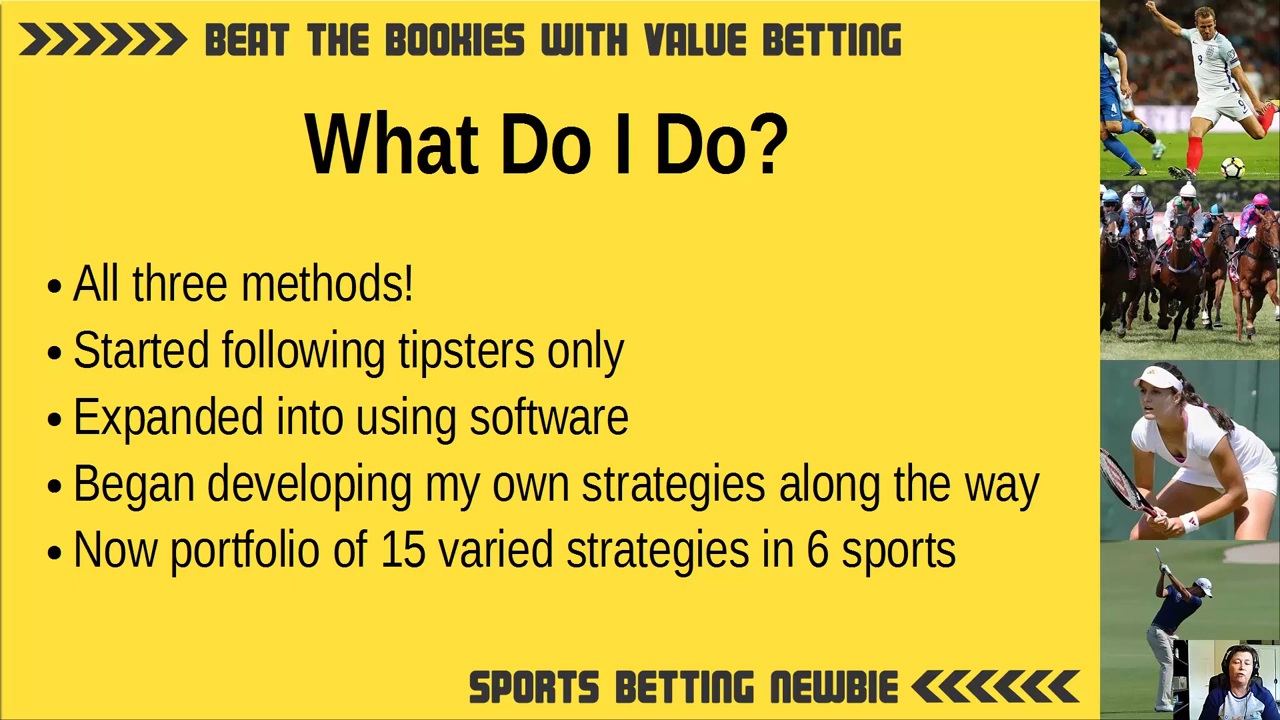 BEAT THE BOOKIES WITH VALUE BETTING
What Do I Do?
• All three methods!
• Started following tipsters only
• Expanded into using software
• Began developing my own strategies along the way
• Now portfolio of 15 varied strategies in 6 sports
SPORTS BETTING NEWBIE